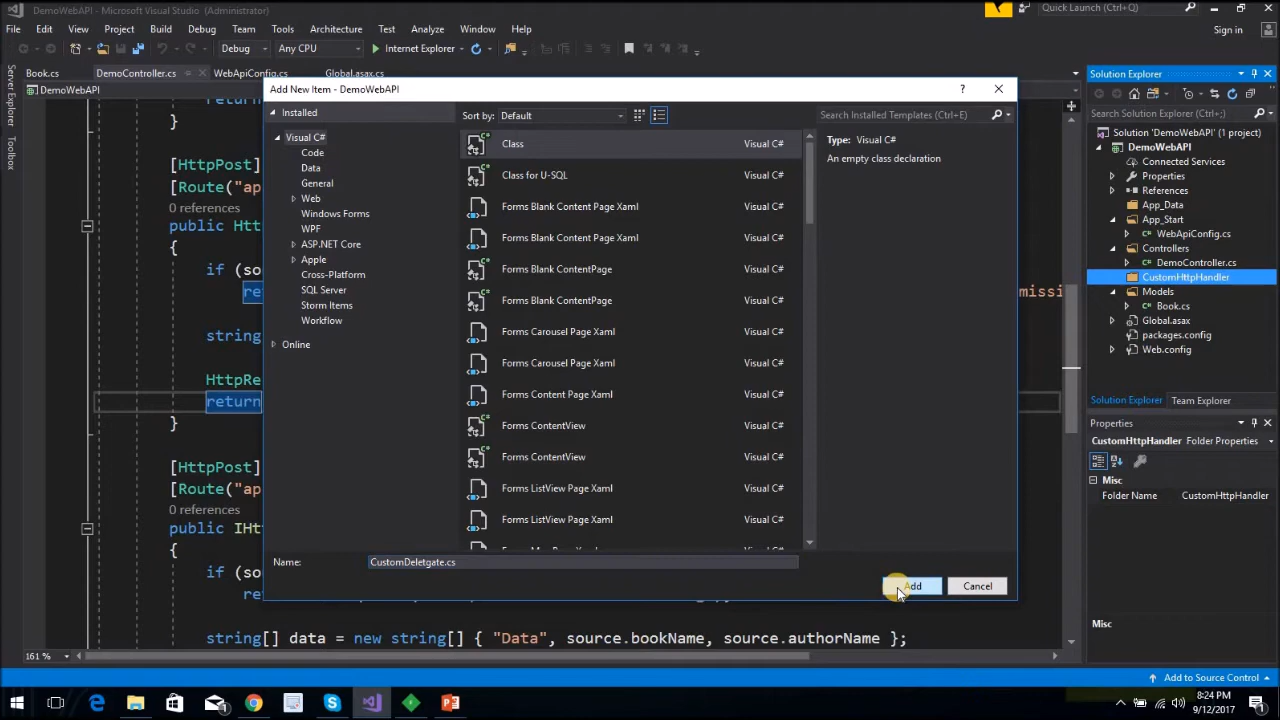 DemoWebAPI - Microsoft Visual Studio (Administrator)
Quick Launch (Ctrl+Q)
File Edit View Project Build Debug Team Tools Architecture Test Analyze Window Help
Sign in
Debug Any CPU Internet Explorer
Book.cs DemoController.cs WebApiConfig.cs Global.asax.cs
DemoWebAPI
Server Explorer
Toolbox
}
[HttpPost]
[Route("ap
0 references
public Htt
{
if (so
ret
missi
string
HttpRe
return
}
[HttpPost]
[Route("ap
0 references
public IHt
{
if (so
re
string[] data = new string[] { "Data", source.bookName, source.authorName };
161 %
Add New Item - DemoWebAPI
?
Installed
Visual C#
Code
Data
General
Web
Windows Forms
WPF
ASP.NET Core
Apple
Cross-Platform
SQL Server
Storm Items
Workflow
Online
Sort by: Default
Class Visual C#
Class for U-SQL Visual C#
Forms Blank Content Page Xaml Visual C#
Forms Blank Content Page Xaml Visual C#
Forms Blank ContentPage Visual C#
Forms Blank ContentPage Visual C#
Forms Carousel Page Xaml Visual C#
Forms Carousel Page Xaml Visual C#
Forms Content Page Xaml Visual C#
Forms ContentView Visual C#
Forms ContentView Visual C#
Forms ListView Page Xaml Visual C#
Forms ListView Page Xaml Visual C#
Search Installed Templates (Ctrl+E)
Type: Visual C#
An empty class declaration
Name: CustomDeletgate.cs
Add Cancel
Solution Explorer
Search Solution Explorer (Ctrl+;)
Solution 'DemoWebAPI' (1 project)
DemoWebAPI
Connected Services
Properties
References
App_Data
App_Start
WebApiConfig.cs
Controllers
DemoController.cs
CustomHttpHandler
Models
Book.cs
Global.asax
packages.config
Web.config
Solution Explorer Team Explorer
Properties
CustomHttpHandler Folder Properties
Misc
Folder Name CustomHttpHandler
Misc
Add to Source Control
8:24 PM
9/12/2017